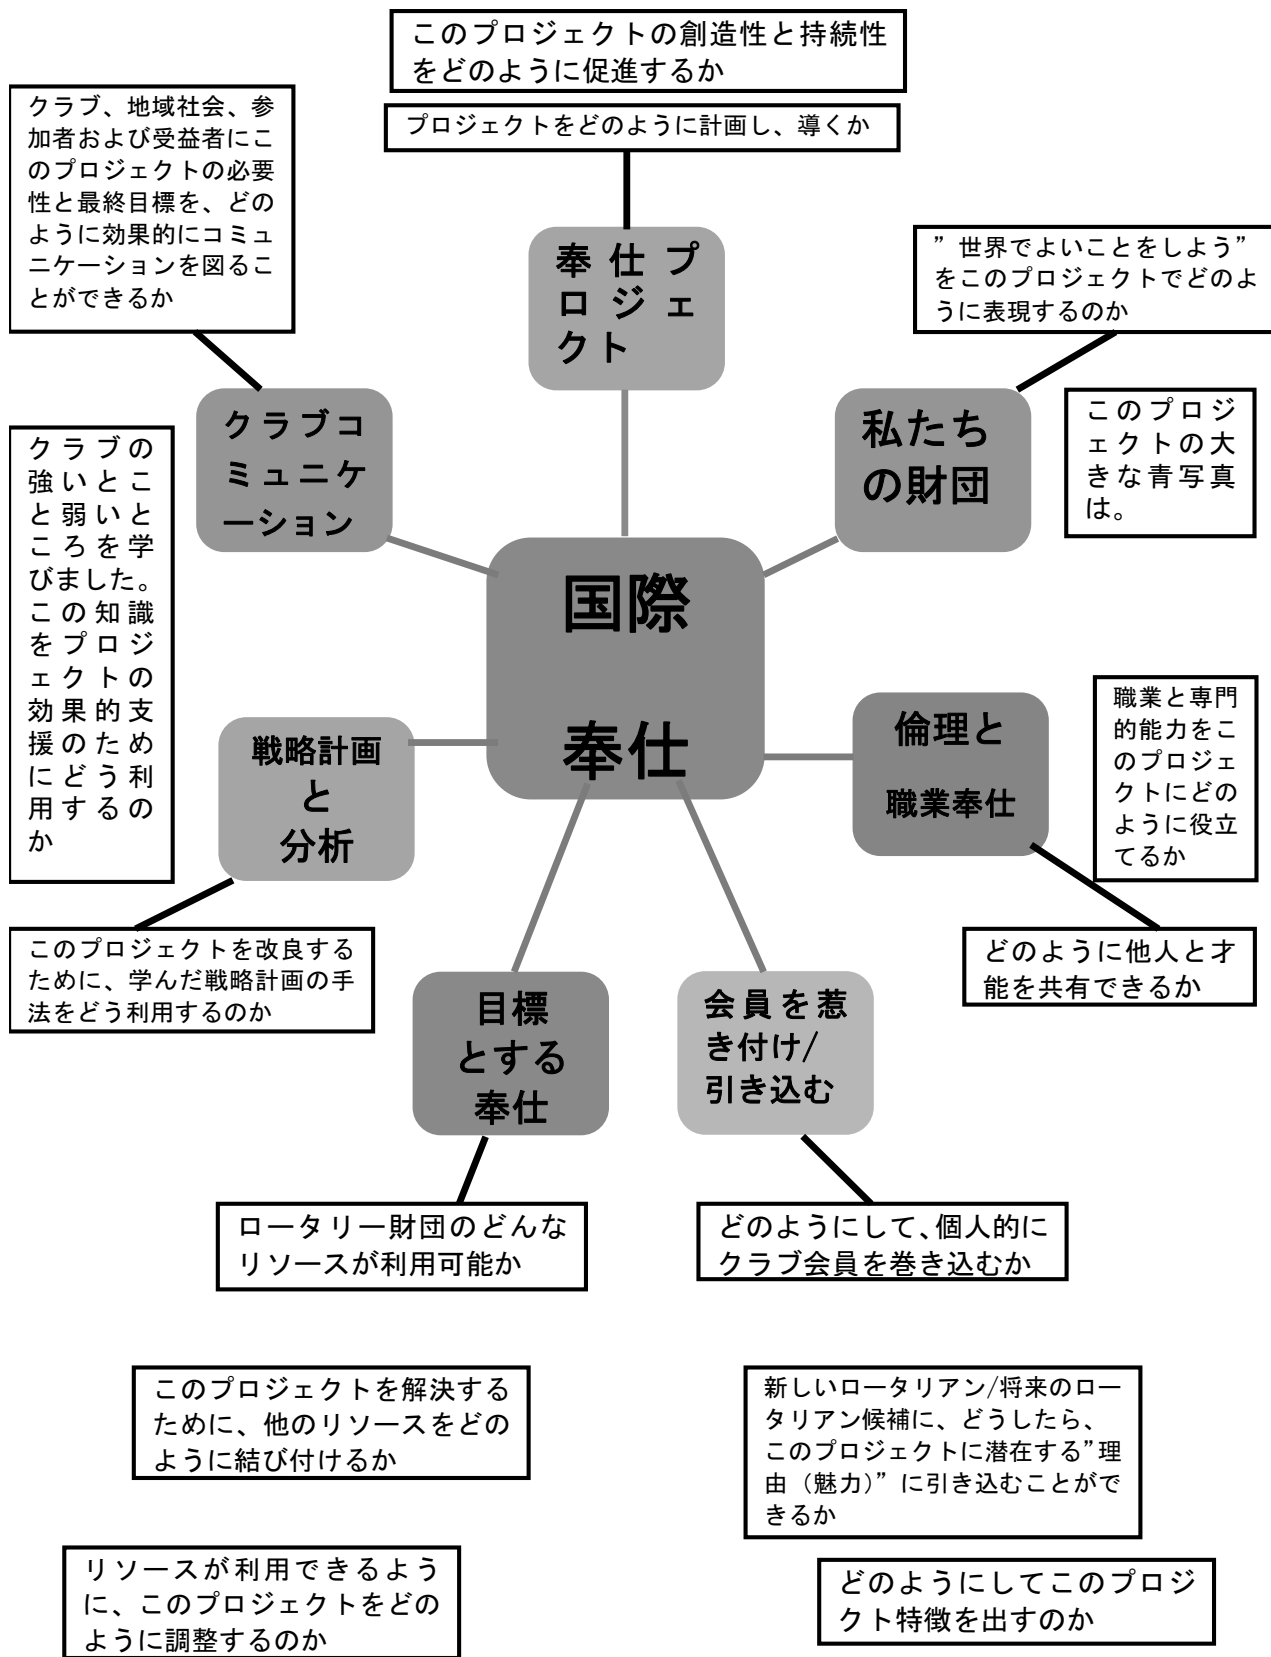 このプロジェクトの創造性と持続性
をどのように促進するか
プロジェクトをどのように計画し、導くか
クラブ、地域社会、参
加者および受益者にこ
のプロジェクトの必要
性と最終目標を、どの
ように効果的にコミュ
ニケーションを図るこ
とができるか
奉仕プ
ロジェ
クト
”世界でよいことをしよう”
をこのプロジェクトでどのよ
うに表現するのか
クラブコ
ミュニケ
ーション
私たち
の財団
このプロジ
ェクトの大
きな青写真
は。
クラブの
強いとこ
と弱いと
ころを学
びました。
この知識
をプロジ
ェクトの
効果的支
援のため
にどう利
用するの
か
国際
奉仕
戦略計画
と
分析
倫理と
職業奉仕
職業と専門
的能力をこ
のプロジェ
クトにどの
ように役立
てるか
このプロジェクトを改良する
ために、学んだ戦略計画の手
法をどう利用するのか
どのように他人と才
能を共有できるか
目標
とする
奉仕
会員を惹
き付け/
引き込む
ロータリー財団のどんな
リソースが利用可能か
どのようにして、個人的に
クラブ会員を巻き込むか
このプロジェクトを解決する
ために、他のリソースをどの
ように結び付けるか
新しいロータリアン/将来のロー
タリアン候補に、どうしたら、
このプロジェクトに潜在する”理
由（魅力）”に引き込むことがで
きるか
リソースが利用できるよう
に、このプロジェクトをどの
ように調整するのか
どのようにしてこのプロジ
クト特徴を出すのか